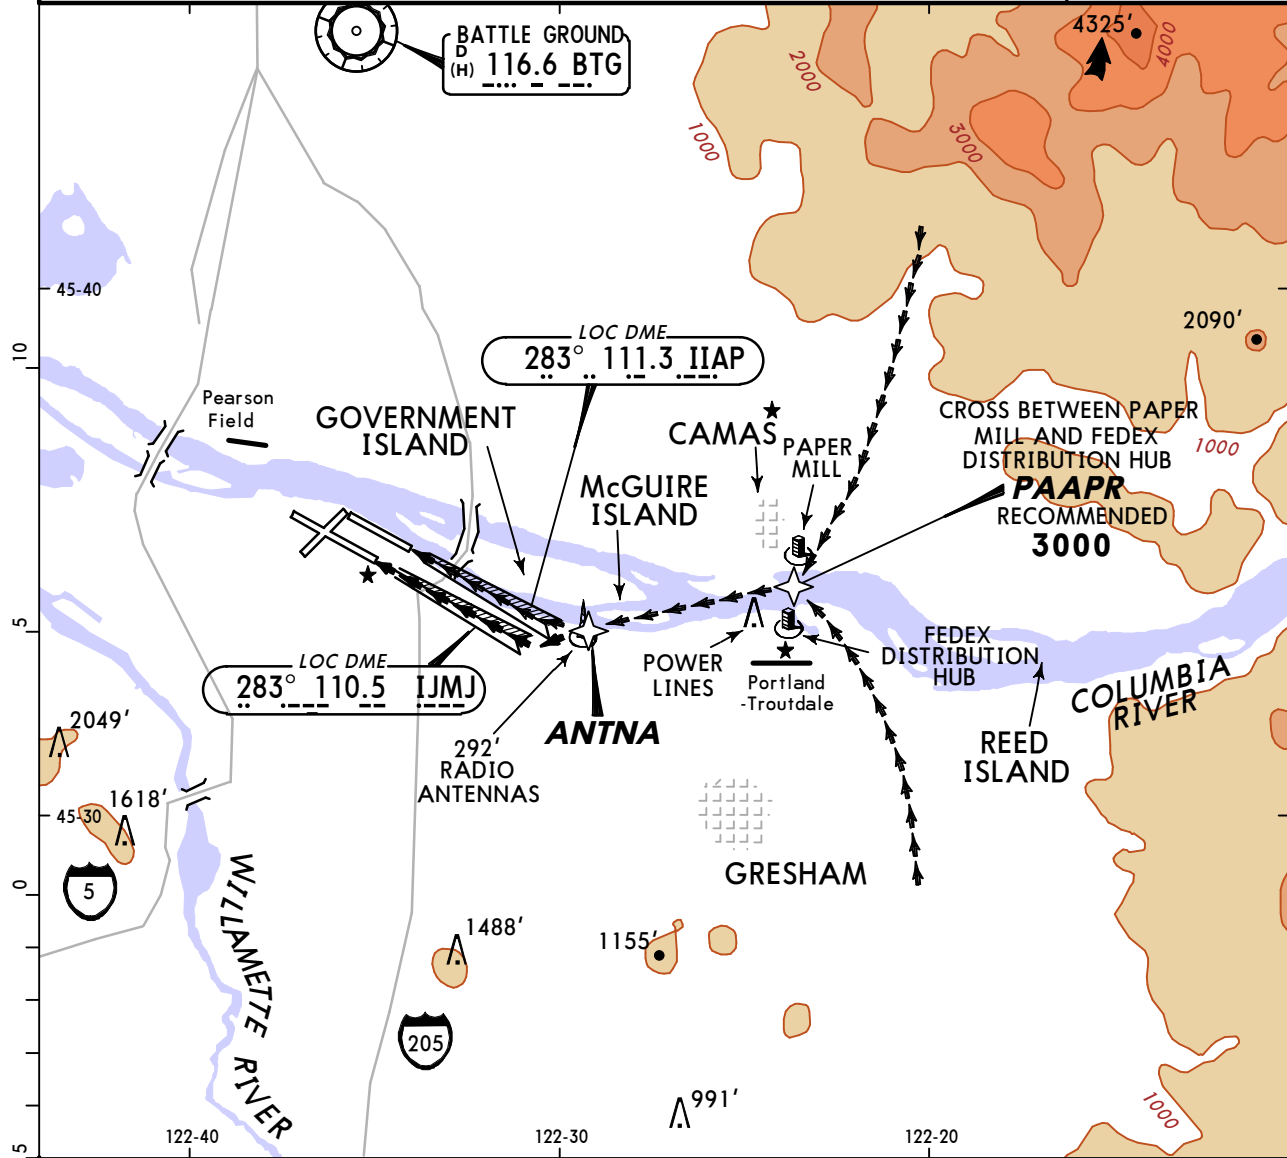 4325'
BATTLE GROUND
D
(H) 116.6 BTG
2000
4000
1000
3000
45-40
2090'
10
LOC DME
283° 111.3 IIAP
Pearson
Field
GOVERNMENT
ISLAND
CAMAS
PAPER
MILL
CROSS BETWEEN PAPER
MILL AND FEDEX
DISTRIBUTION HUB
PAAPR
RECOMMENDED
3000
1000
McGUIRE
ISLAND
5
LOC DME
283° 110.5 IJMJ
POWER
LINES
Portland
-Troutdale
FEDEX
DISTRIBUTION
HUB
COLUMBIA
RIVER
2049'
ANTNA
292'
RADIO
ANTENNAS
REED
ISLAND
1618'
45-30
GRESHAM
0
5
WILLAMETTE RIVER
1488'
1155'
205
991'
1000
5
122-40
122-30
122-20